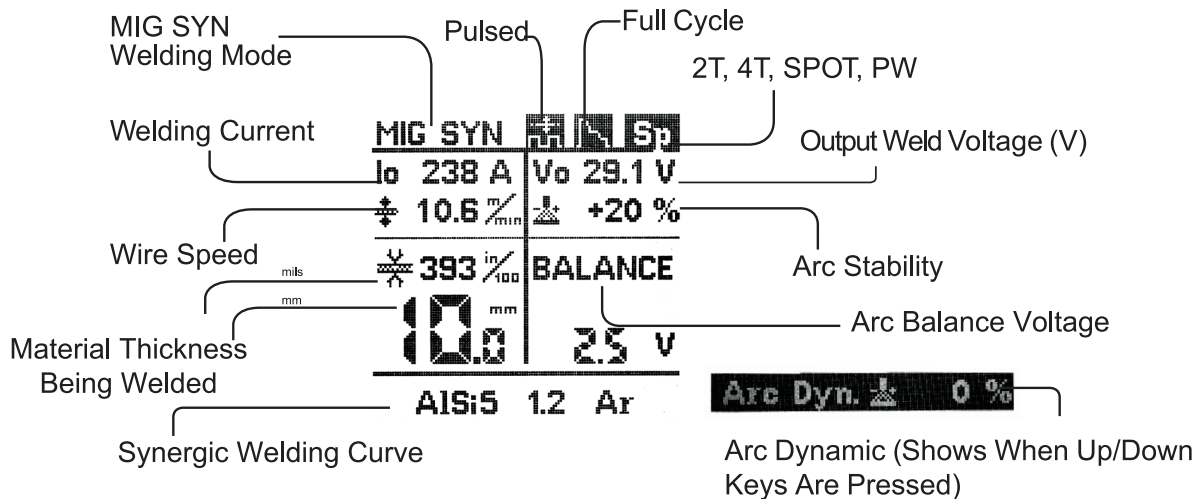 MIG SYN
Welding Mode
Pulsed
Full Cycle
2T, 4T, SPOT, PW
Welding Current
Output Weld Voltage (V)
MIG SYN Sp
Io 238 A Vo 29.1 V
10.6 m/min +20 %
Wire Speed
Arc Stability
mils
393 in/100 BALANCE
mm
10.0 mm 2.5 V
Arc Balance Voltage
Material Thickness
Being Welded
AlSi5 1.2 Ar
Arc Dyn. 0 %
Synergic Welding Curve
Arc Dynamic (Shows When Up/Down
Keys Are Pressed)